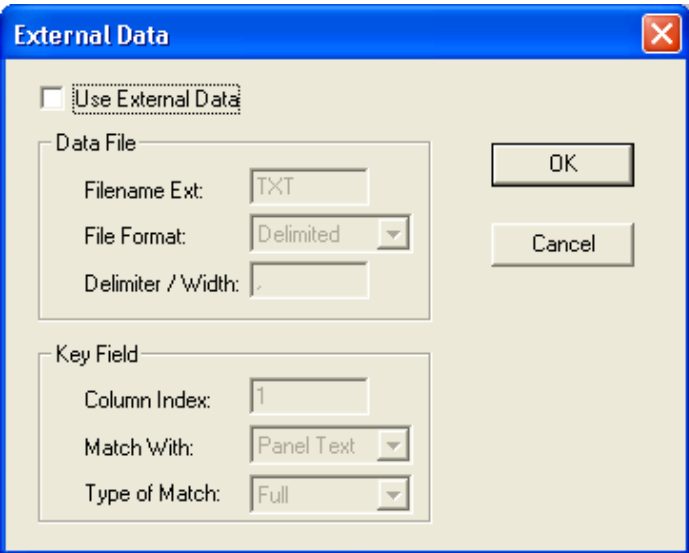 External Data
Use External Data
Data File
Filename Ext: TXT
File Format: Delimited
Delimiter / Width: ,
Key Field
Column Index: 1
Match With: Panel Text
Type of Match: Full
OK
Cancel